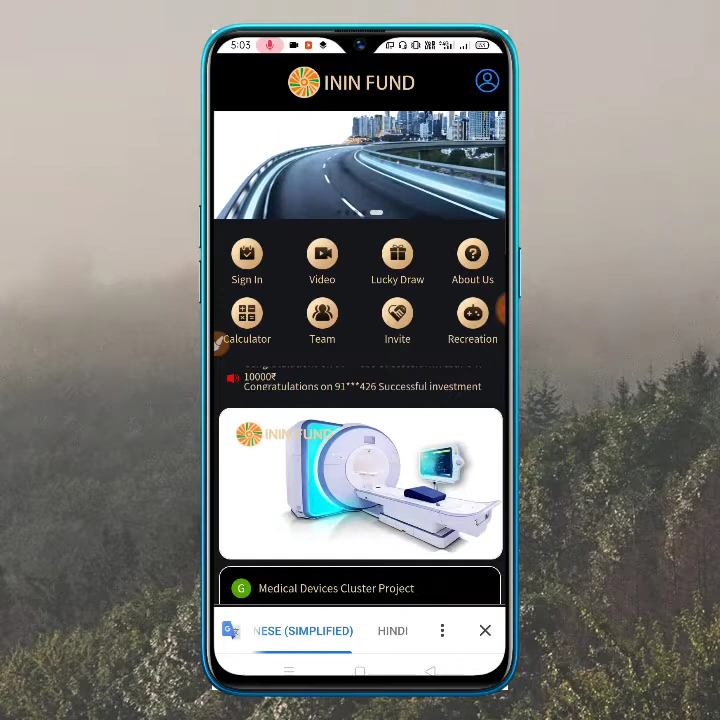 5:03
ININ FUND
Sign In
Video
Lucky Draw
About Us
Calculator
Team
Invite
Recreation
10000₹
Congratulations on 91***426 Successful investment
ININ FUND
G Medical Devices Cluster Project
NESE (SIMPLIFIED)
HINDI